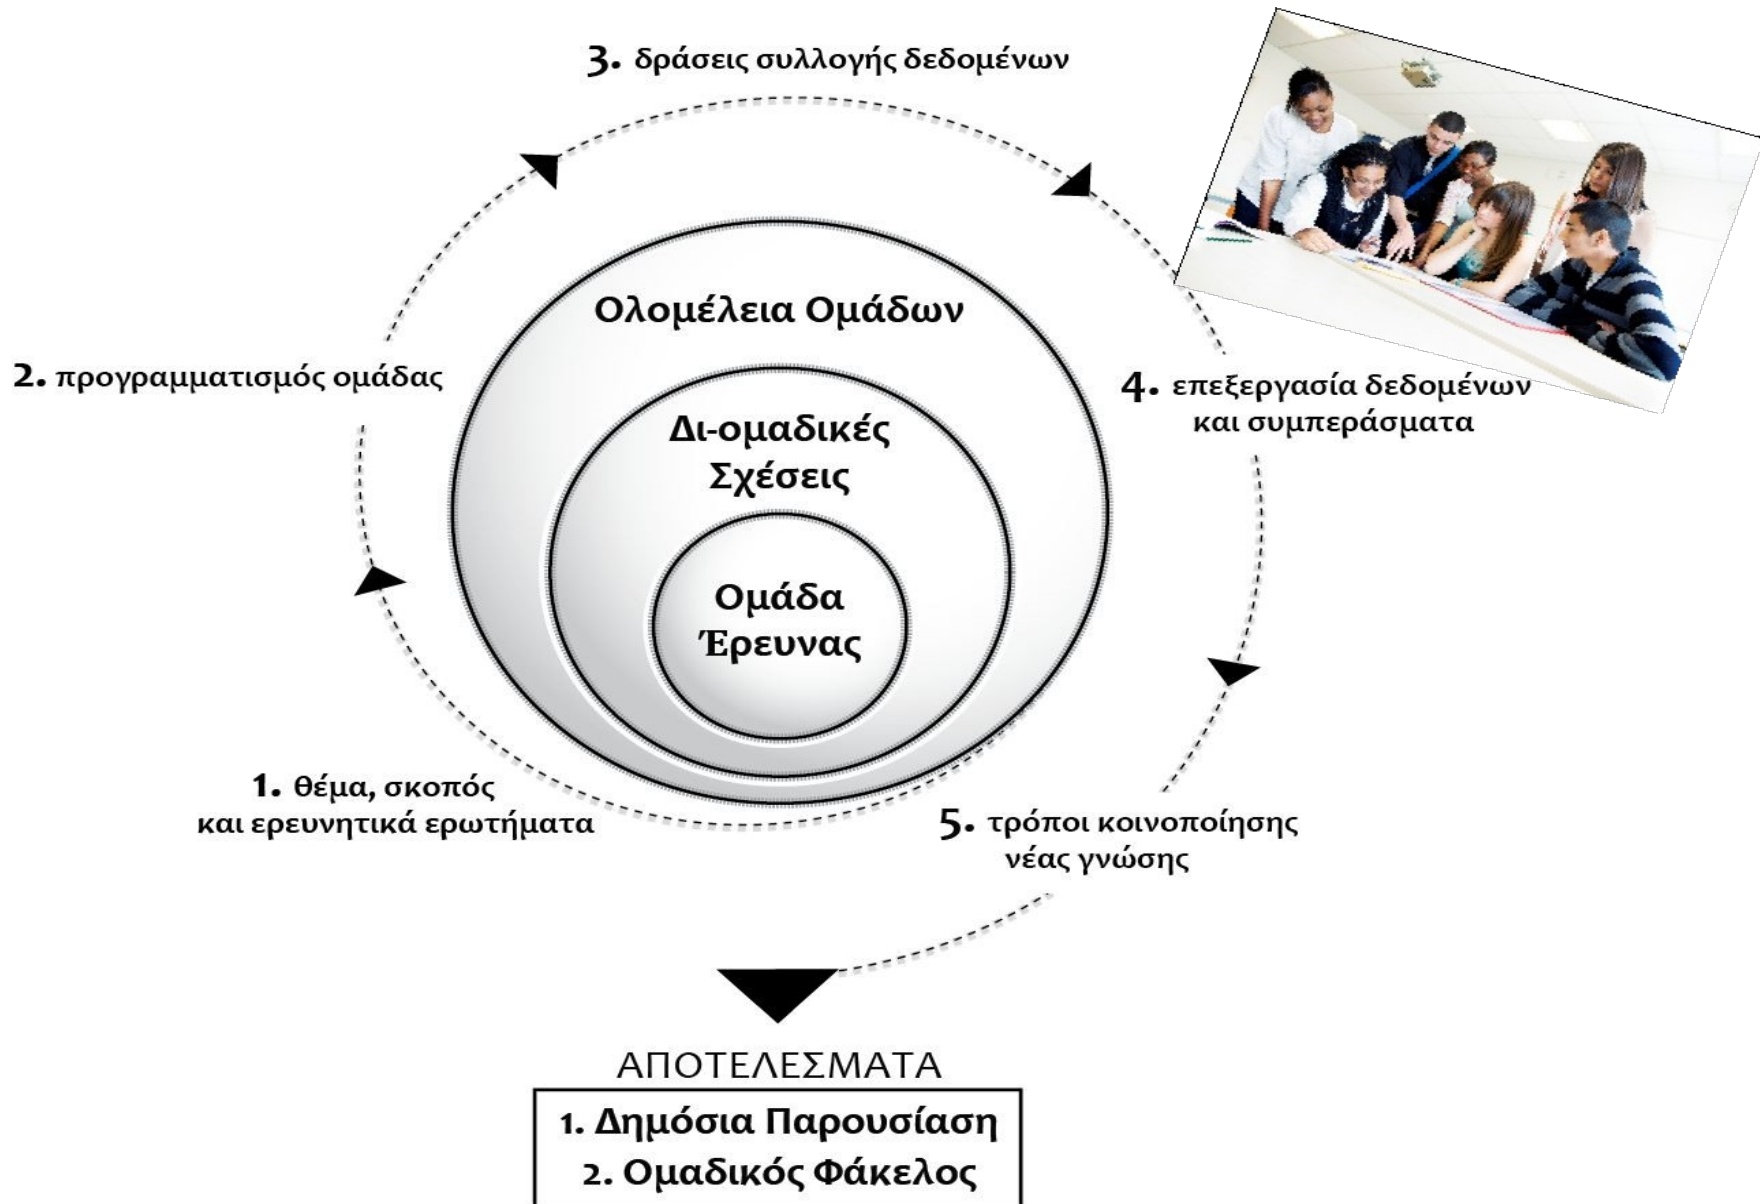 3. δράσεις συλλογής δεδομένων
Ολομέλεια Ομάδων
2. προγραμματισμός ομάδας
4. επεξεργασία δεδομένων
και συμπεράσματα
Δι-ομαδικές
Σχέσεις
Ομάδα
Έρευνας
1. θέμα, σκοπός
και ερευνητικά ερωτήματα
5. τρόποι κοινοποίησης
νέας γνώσης
ΑΠΟΤΕΛΕΣΜΑΤΑ
1. Δημόσια Παρουσίαση
2. Ομαδικός Φάκελος